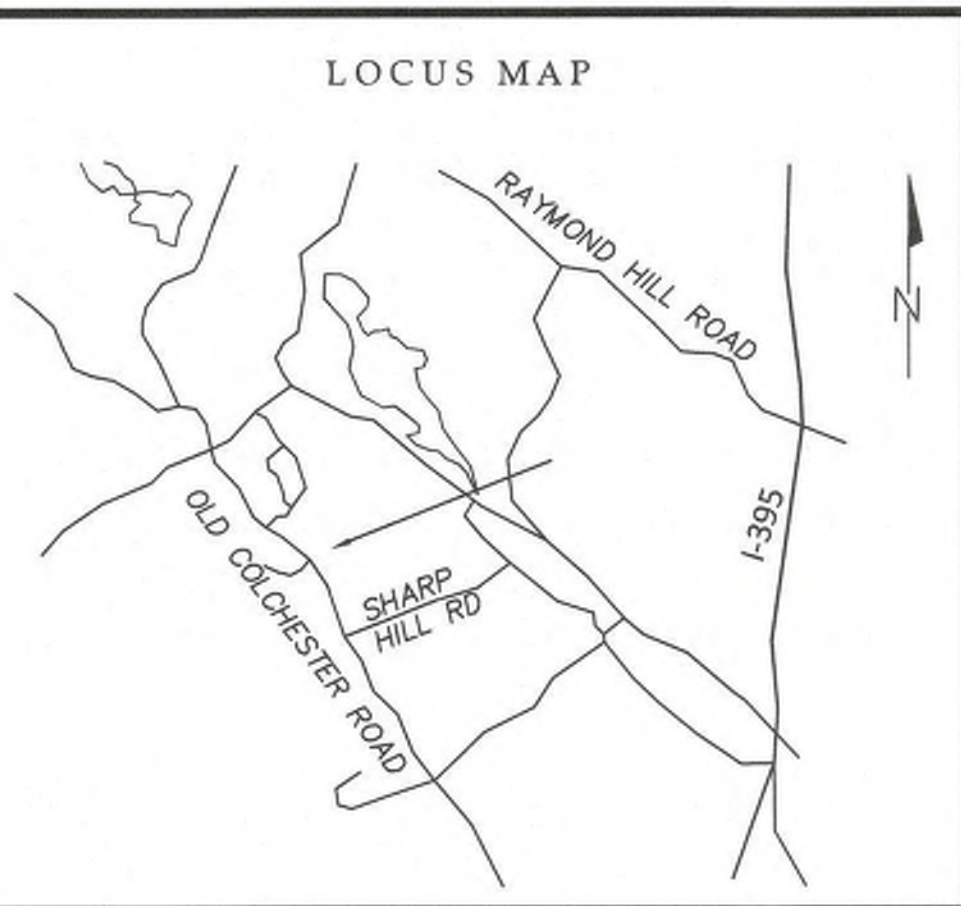 LOCUS MAP
RAYMOND HILL ROAD
N
I-395
OLD COLCHESTER ROAD
SHARP
HILL RD